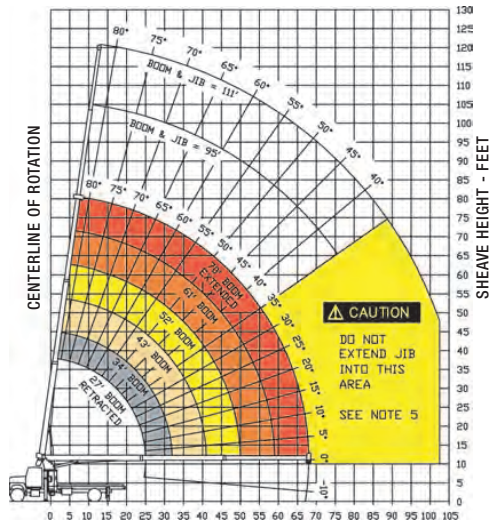 130
125
120
115
110
105
100
95
90
85
80
75
70
65
60
55
50
45
40
35
30
25
20
15
10
5
0
SHEAVE HEIGHT - FEET
CENTERLINE OF ROTATION
80°
75°
70°
65°
60°
55°
50°
45°
40°
BOOM & JIB = 111'
BOOM & JIB = 95'
80°
75°
70°
65°
60°
55°
50°
45°
40°
35°
30°
25°
20°
15°
10°
5°
0°
-10°
70' BOOM
EXTENDED
61' BOOM
52' BOOM
43' BOOM
34' BOOM
27' BOOM
RETRACTED
CAUTION
DO NOT
EXTEND JIB
INTO THIS
AREA
SEE NOTE 5
0 5 10 15 20 25 30 35 40 45 50 55 60 65 70 75 80 85 90 95 100 105